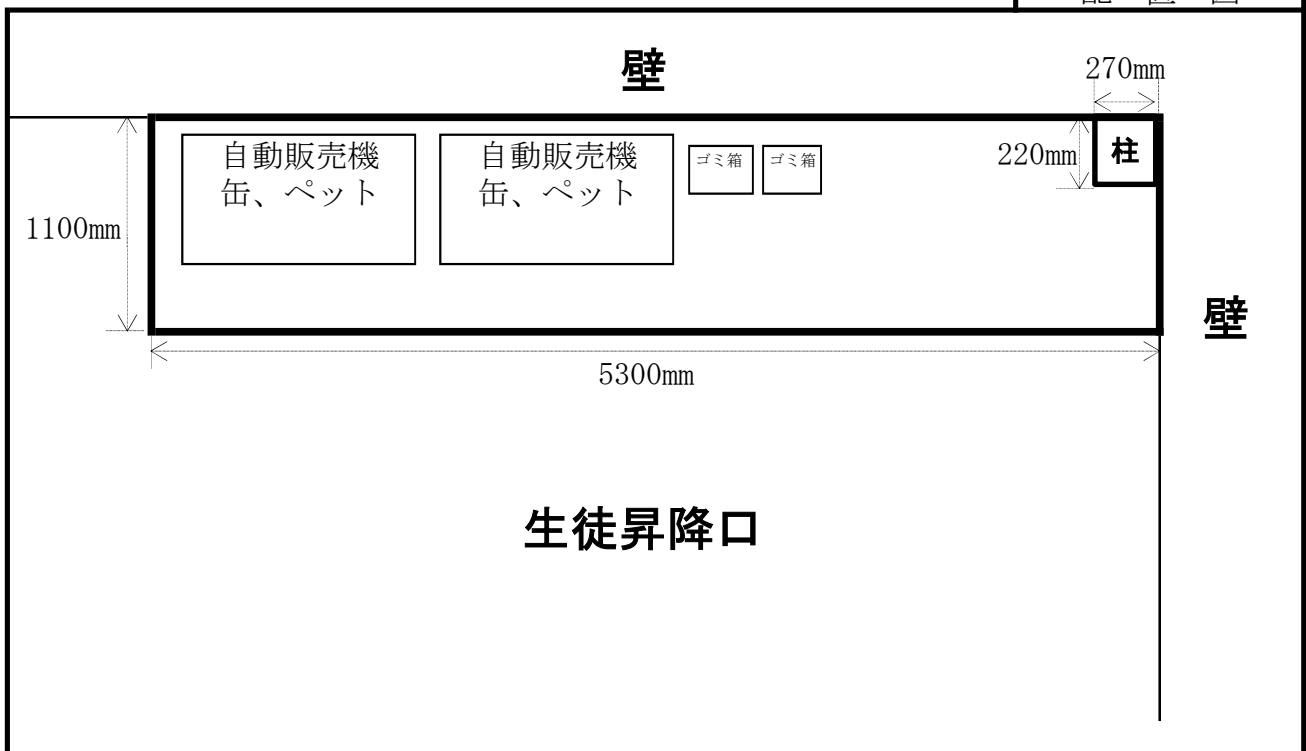 壁
270mm
自動販売機
缶、ペット
自動販売機
缶、ペット
ゴミ箱
ゴミ箱
220mm
柱
1100mm
壁
5300mm
生徒昇降口